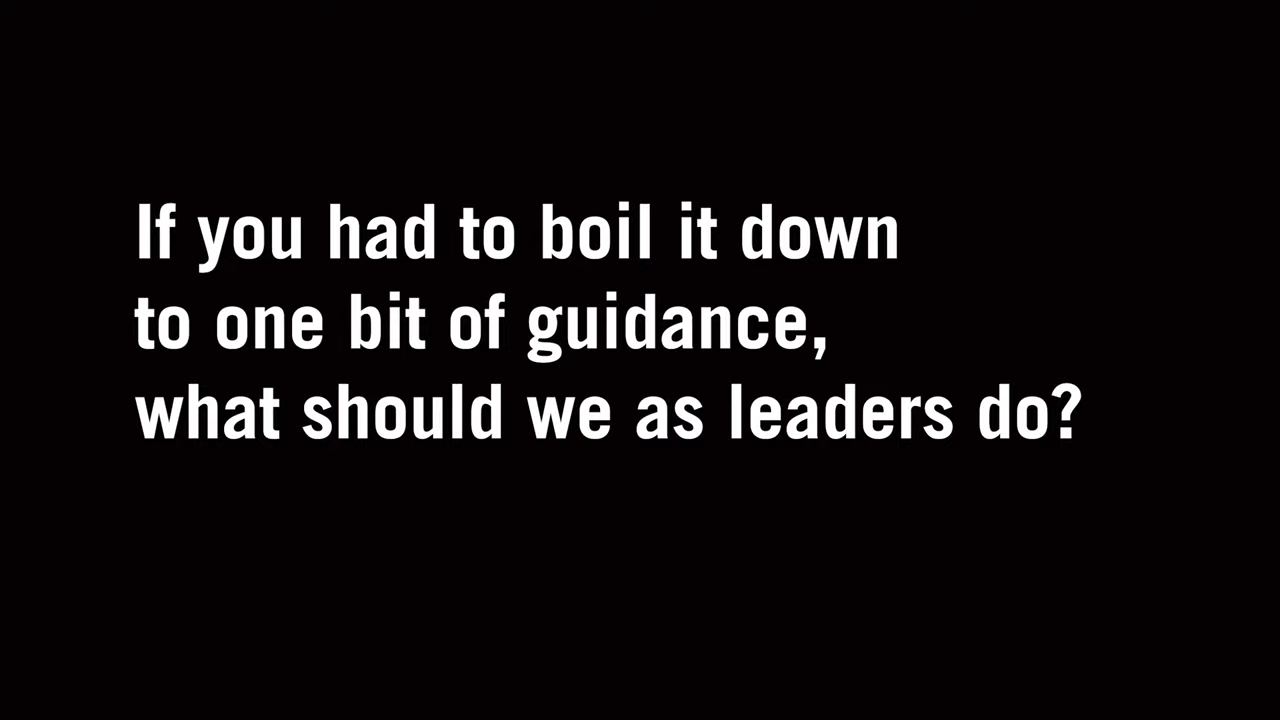 If you had to boil it down
to one bit of guidance,
what should we as leaders do?